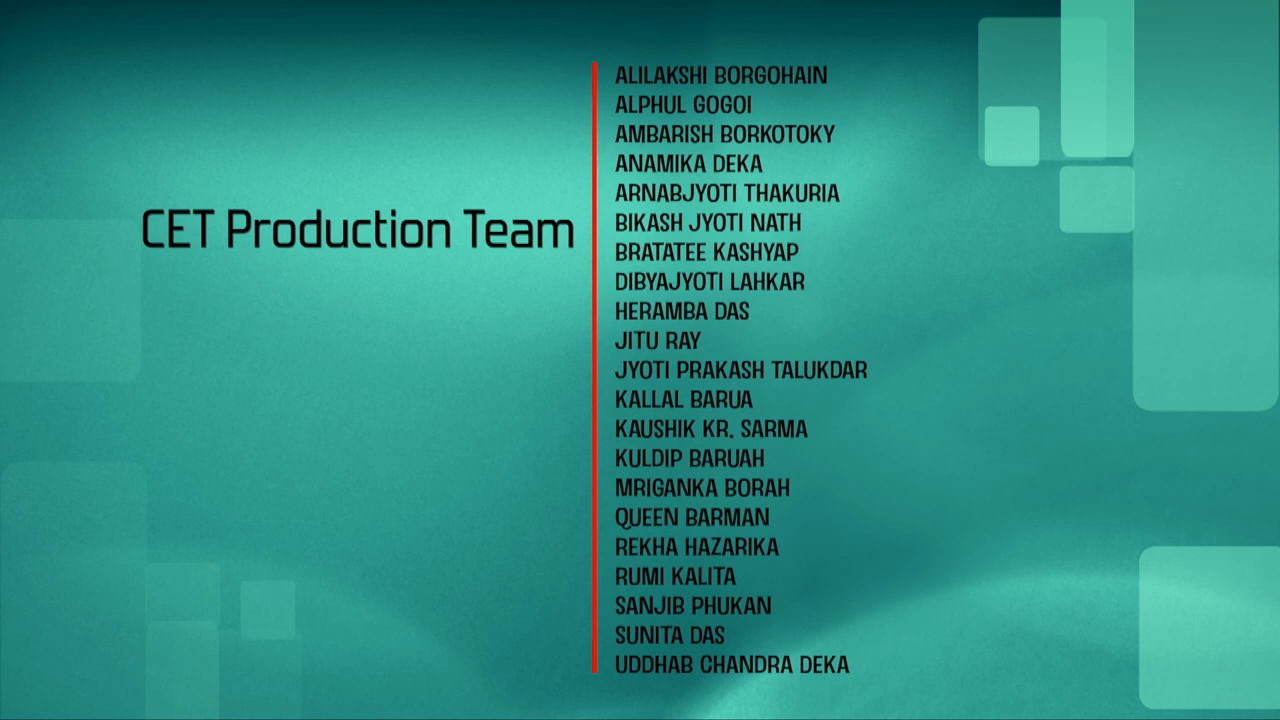 CET Production Team
ALILAKSHI BORGOHAIN
ALPHUL GOGOI
AMBARISH BORKOTOKY
ANAMIKA DEKA
ARNABJYOTI THAKURIA
BIKASH JYOTI NATH
BRATATEE KASHYAP
DIBYAJYOTI LAHKAR
HERAMBA DAS
JITU RAY
JYOTI PRAKASH TALUKDAR
KALLAL BARUA
KAUSHIK KR. SARMA
KULDIP BARUAH
MRIGANKA BORAH
QUEEN BARMAN
REKHA HAZARIKA
RUMI KALITA
SANJIB PHUKAN
SUNITA DAS
UDDHAB CHANDRA DEKA